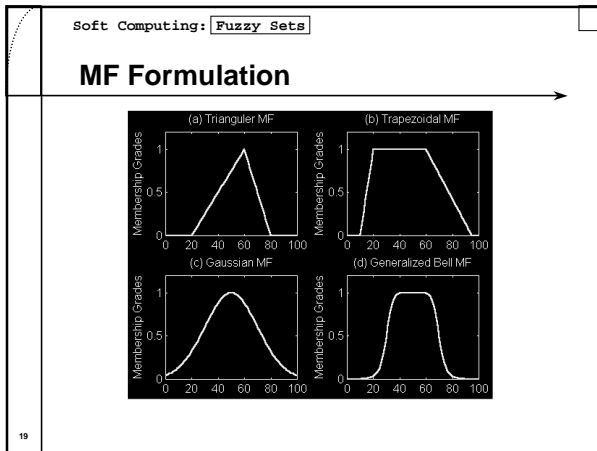 Soft Computing: Fuzzy Sets
MF Formulation
(a) Trianguler MF
Membership Grades
1
0.5
0
0 20 40 60 80 100
(b) Trapezoidal MF
Membership Grades
1
0.5
0
0 20 40 60 80 100
(c) Gaussian MF
Membership Grades
1
0.5
0
0 20 40 60 80 100
(d) Generalized Bell MF
Membership Grades
1
0.5
0
0 20 40 60 80 100
19